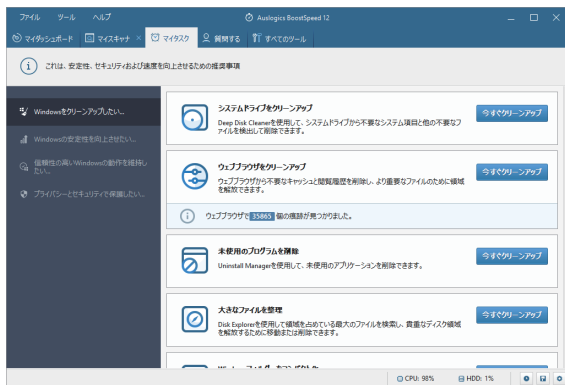 ファイル ツール ヘルプ
Auslogics BoostSpeed 12
マイダッシュボード マイスキャナ マイタスク 質問する すべてのツール
これは、安定性、セキュリティおよび速度を向上させるための推奨事項
Windowsをクリーンアップしたい...
Windowsの安定性を向上させたい...
信頼性の高いWindowsの動作を維持し
たい...
プライバシーとセキュリティで保護したい...
システムドライブをクリーンアップ
Deep Disk Cleanerを使用して、システムドライブから不要なシステム項目と他の不要なフ
ァイルを検出して削除できます。
今すぐクリーンアップ
ウェブブラウザをクリーンアップ
ウェブブラウザから不要なキャッシュと閲覧履歴を削除し、より重要なファイルのために領域
を解放できます。
今すぐクリーンアップ
ウェブブラウザで 35865 個の痕跡が見つかりました。
未使用のプログラムを削除
Uninstall Managerを使用して、未使用のアプリケーションを削除できます。
今すぐクリーンアップ
大きなファイルを整理
Disk Explorerを使用して領域を占めている最大のファイルを検索し、貴重なディスク領域
を解放するために移動または削除できます。
今すぐクリーンアップ
CPU: 98% HDD: 1%